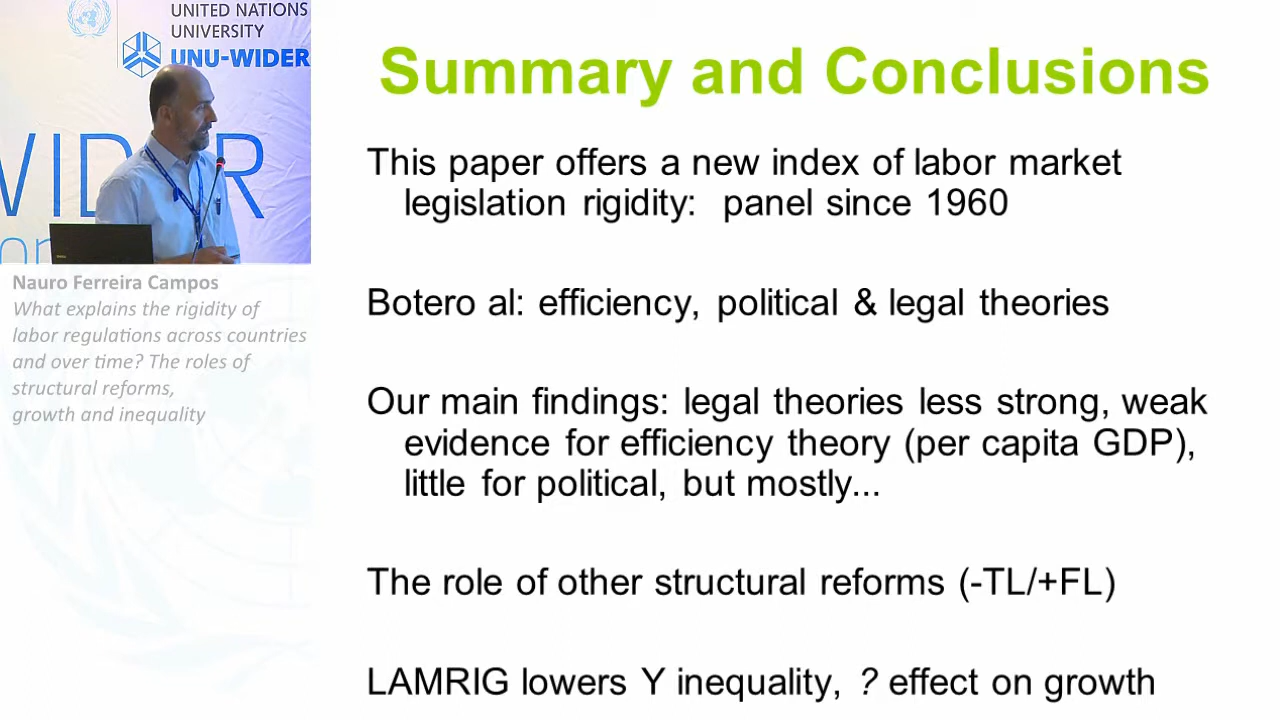 UNITED NATIONS
UNIVERSITY
UNU-WIDER
WIDER
on
Nauro Ferreira Campos
What explains the rigidity of
labor regulations across countries
and over time? The roles of
structural reforms,
growth and inequality
Summary and Conclusions
This paper offers a new index of labor market
legislation rigidity: panel since 1960
Botero al: efficiency, political & legal theories
Our main findings: legal theories less strong, weak
evidence for efficiency theory (per capita GDP),
little for political, but mostly...
The role of other structural reforms (-TL/+FL)
LAMRIG lowers Y inequality, ? effect on growth